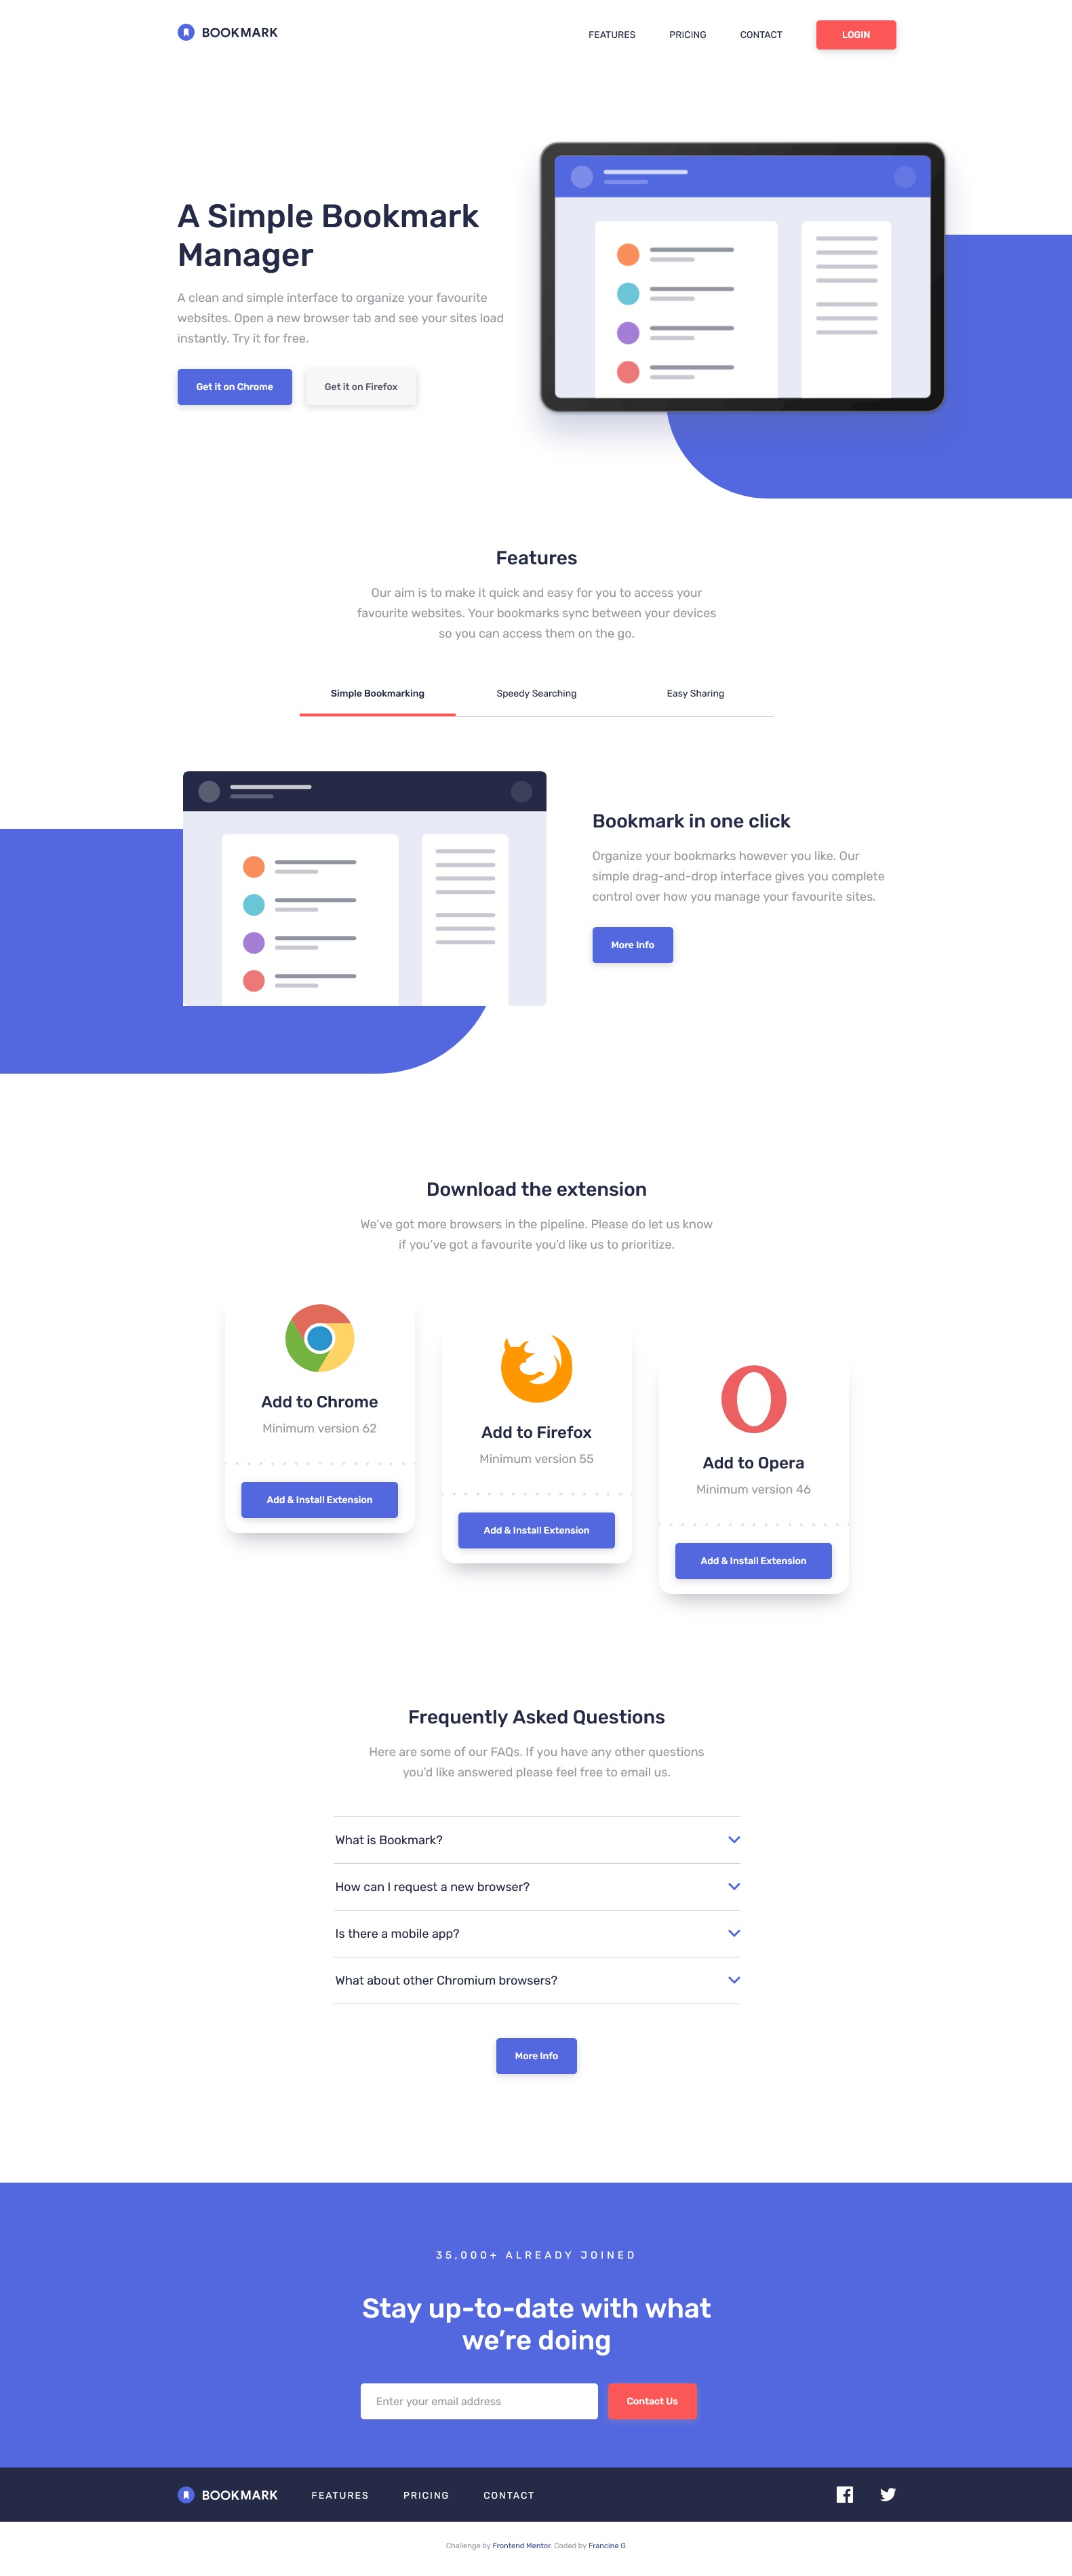 BOOKMARK
FEATURES
PRICING
CONTACT
LOGIN
A Simple Bookmark
Manager
A clean and simple interface to organize your favourite
websites. Open a new browser tab and see your sites load
instantly. Try it for free.
Get it on Chrome
Get it on Firefox
Features
Our aim is to make it quick and easy for you to access your
favourite websites. Your bookmarks sync between your devices
so you can access them on the go.
Simple Bookmarking
Speedy Searching
Easy Sharing
Bookmark in one click
Organize your bookmarks however you like. Our
simple drag-and-drop interface gives you complete
control over how you manage your favourite sites.
More Info
Download the extension
We’ve got more browsers in the pipeline. Please do let us know
if you’ve got a favourite you’d like us to prioritize.
Add to Chrome
Minimum version 62
Add & Install Extension
Add to Firefox
Minimum version 55
Add & Install Extension
Add to Opera
Minimum version 46
Add & Install Extension
Frequently Asked Questions
Here are some of our FAQs. If you have any other questions
you’d like answered please feel free to email us.
What is Bookmark?
How can I request a new browser?
Is there a mobile app?
What about other Chromium browsers?
More Info
35,000+ ALREADY JOINED
Stay up-to-date with what
we’re doing
Enter your email address
Contact Us
BOOKMARK
FEATURES
PRICING
CONTACT
Challenge by Frontend Mentor. Coded by Francine G.